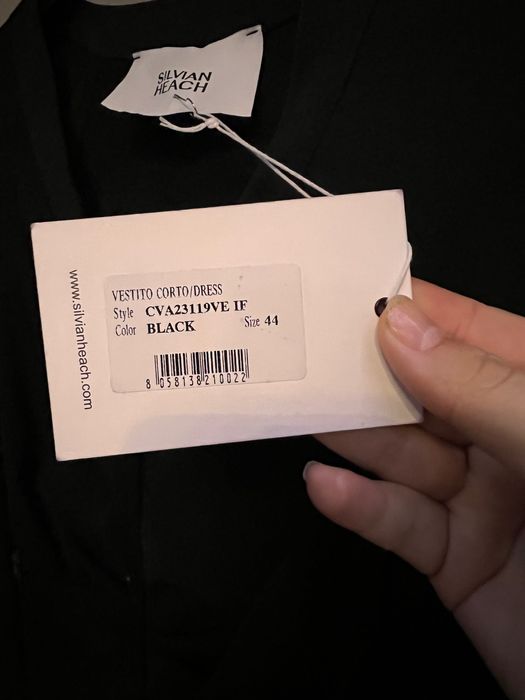 SILVIAN
HEACH
www.silvianheach.com
VESTITO CORTO/DRESS
Style CVA23119VE IF
Color BLACK Size 44
8 058138 210022